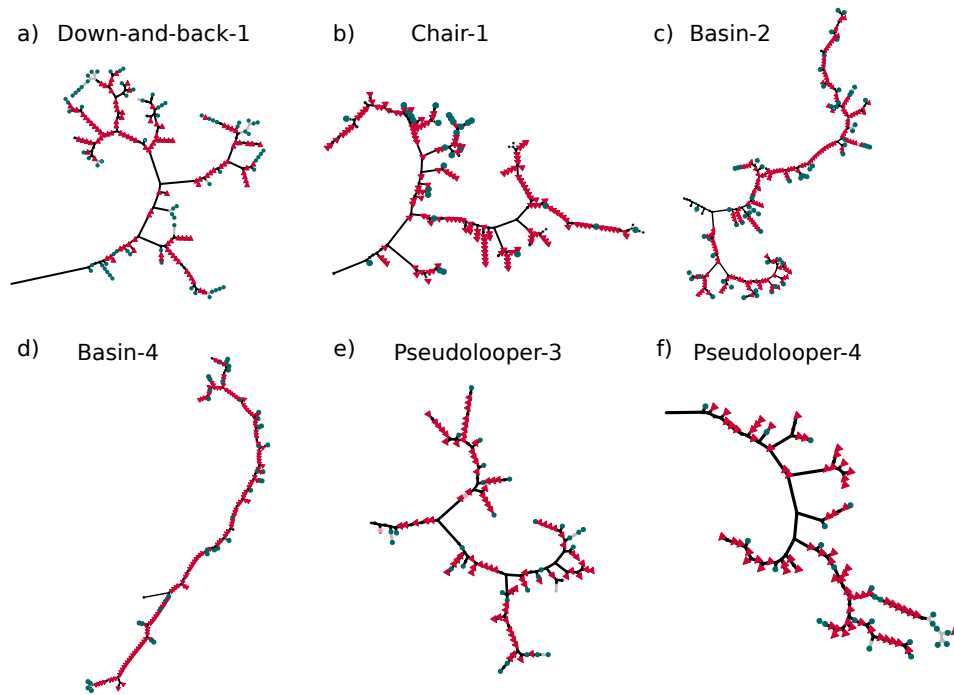 a) Down-and-back-1
b) Chair-1
c) Basin-2
d) Basin-4
e) Pseudolooper-3
f) Pseudolooper-4